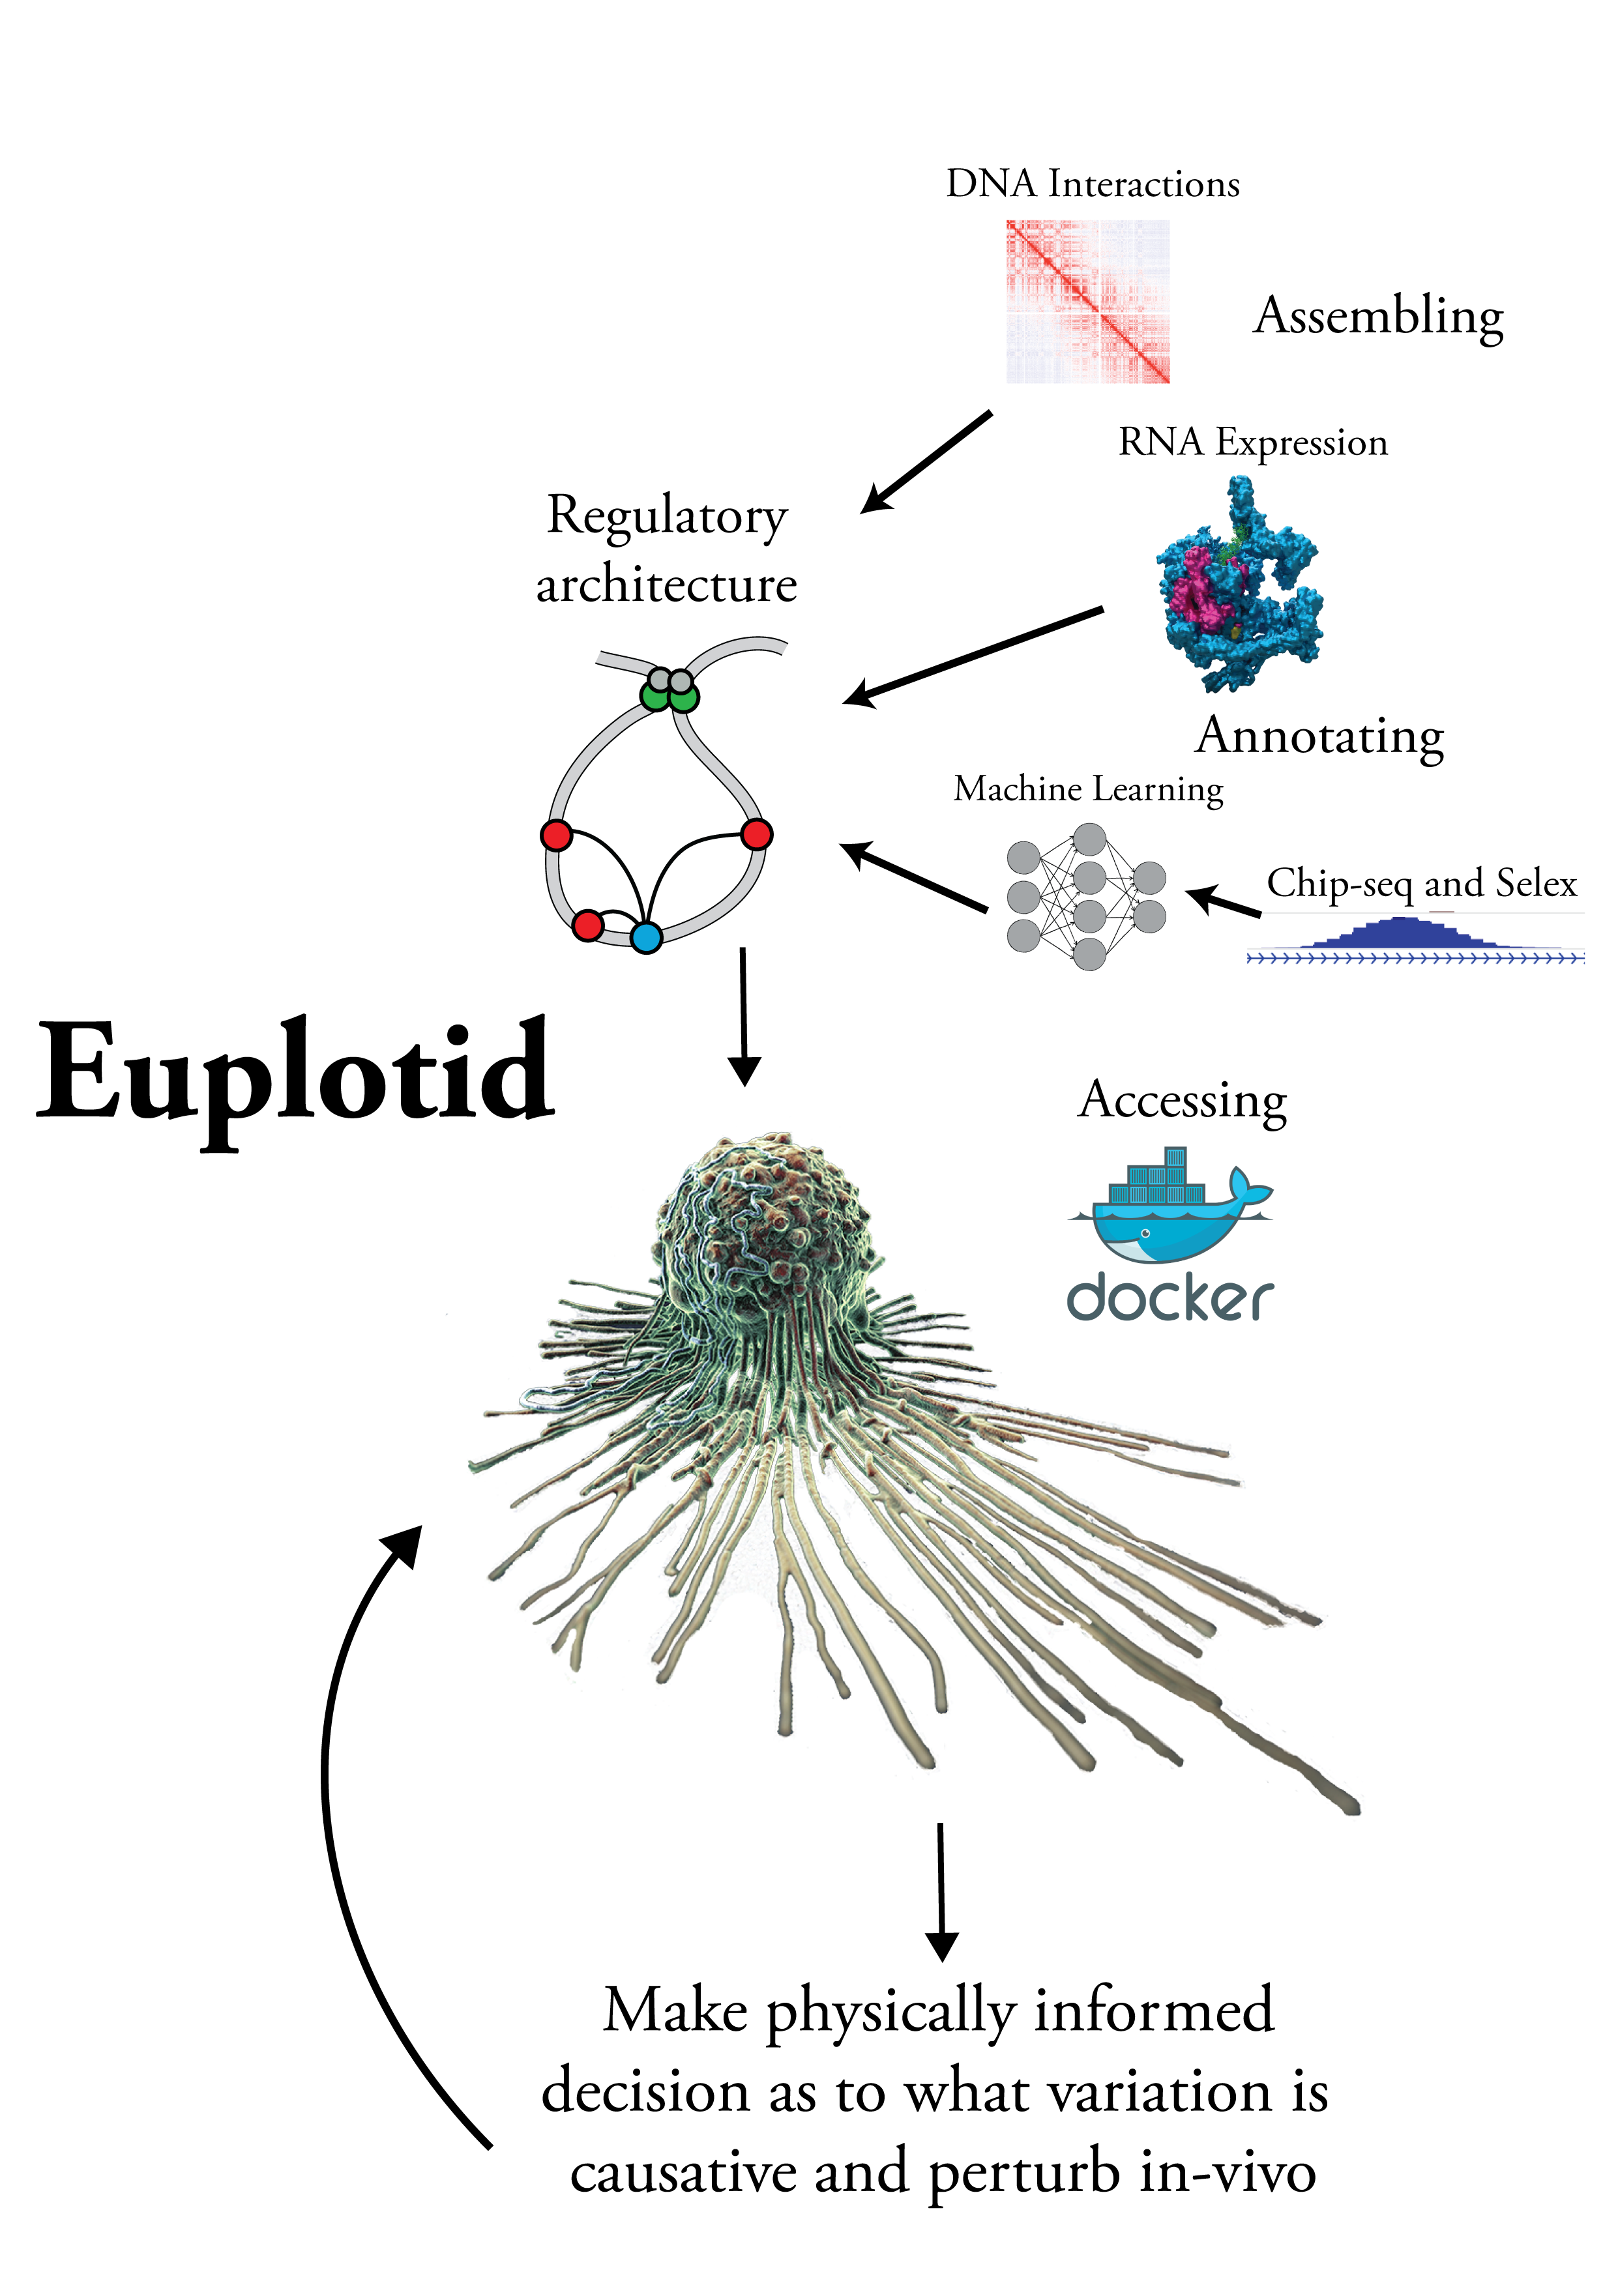 DNA Interactions
Assembling
RNA Expression
Regulatory
architecture
Annotating
Machine Learning
Chip-seq and Selex
Euplotid
Accessing
docker
Make physically informed
decision as to what variation is
causative and perturb in-vivo